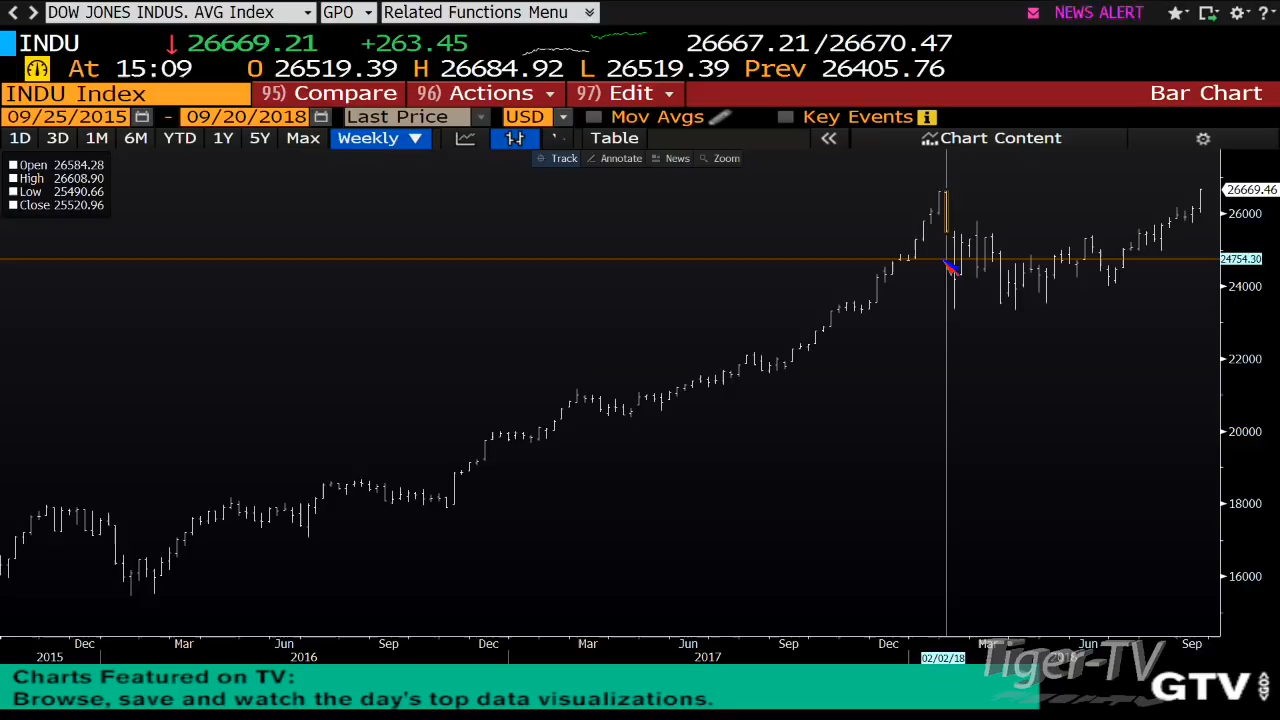 DOW JONES INDUS. AVG Index GPO Related Functions Menu NEWS ALERT ?
INDU 26669.21 +263.45 26667.21/26670.47
At 15:09 O 26519.39 H 26684.92 L 26519.39 Prev 26405.76
INDU Index 95) Compare 96) Actions 97) Edit Bar Chart
09/25/2015 - 09/20/2018 Last Price USD Mov Avgs Key Events
1D 3D 1M 6M YTD 1Y 5Y Max Weekly Table Chart Content
Track Annotate News Zoom
Open 26584.28
High 26608.90
Low 25490.66
Close 25520.96
26669.46
26000
24754.30
24000
22000
20000
18000
16000
Dec Mar Jun Sep Dec Mar Jun Sep Dec Mar Jun Sep
2015 2016 2017 02/02/18 2018
Tiger-TV
Charts Featured on TV:
Browse, save and watch the day's top data visualizations.
GTV